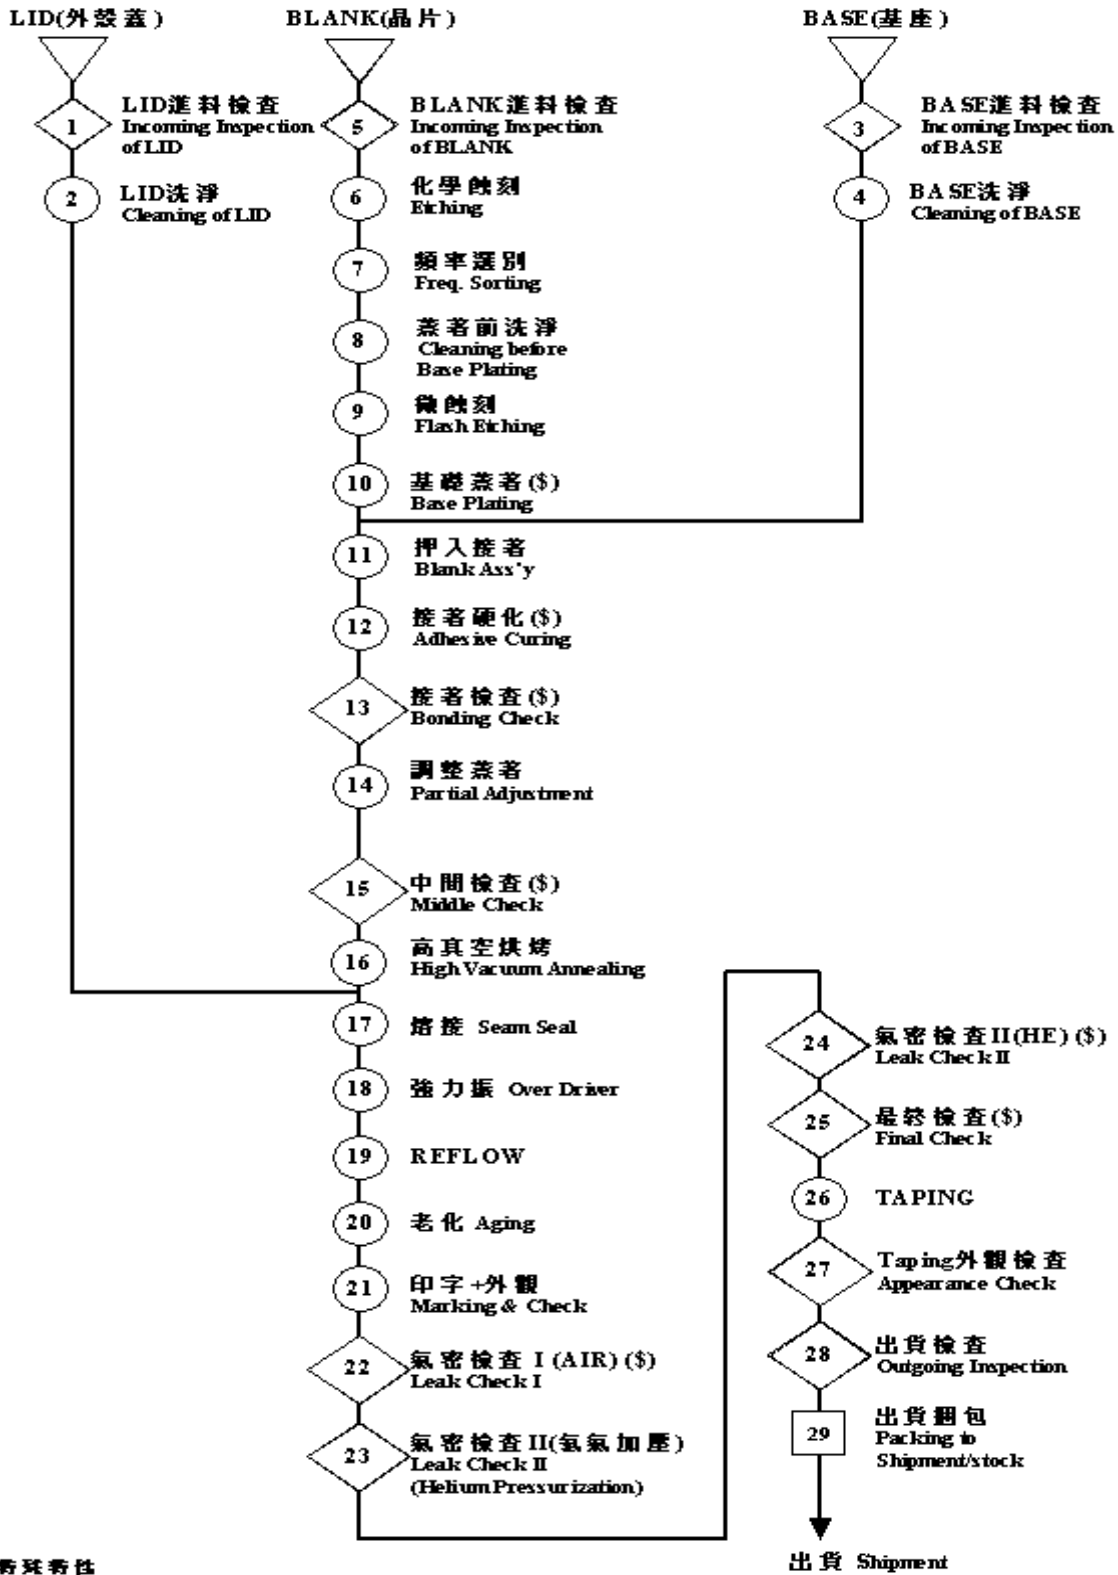 LID(外殼蓋)
BLANK(晶片)
BASE(基座)
1
LID進料檢查
Incoming Inspection
of LID
5
BLANK進料檢查
Incoming Inspection
of BLANK
3
BASE進料檢查
Incoming Inspection
of BASE
2
LID洗淨
Cleaning of LID
6
化學蝕刻
Etching
4
BASE洗淨
Cleaning of BASE
7
頻率選別
Freq. Sorting
8
蒸著前洗淨
Cleaning before
Base Plating
9
微蝕刻
Flash Etching
10
基礎蒸著($)
Base Plating
11
押入接著
Blank Ass'y
12
接著硬化($)
Adhesive Curing
13
接著檢查($)
Bonding Check
14
調整蒸著
Partial Adjustment
15
中間檢查($)
Middle Check
16
高真空烘烤
High Vacuum Annealing
17
熔接 Seam Seal
18
強力振 Over Driver
19
REFLOW
20
老化 Aging
21
印字+外觀
Marking & Check
22
氣密檢查 I (AIR) ($)
Leak Check I
23
氣密檢查II(氦氣加壓)
Leak Check II
(Helium Pressurization)
24
氣密檢查II(HE) ($)
Leak Check II
25
最終檢查($)
Final Check
26
TAPING
27
Taping外觀檢查
Appearance Check
28
出貨檢查
Outgoing Inspection
29
出貨捆包
Packing to
Shipment/stock
出貨 Shipment
特殊特性